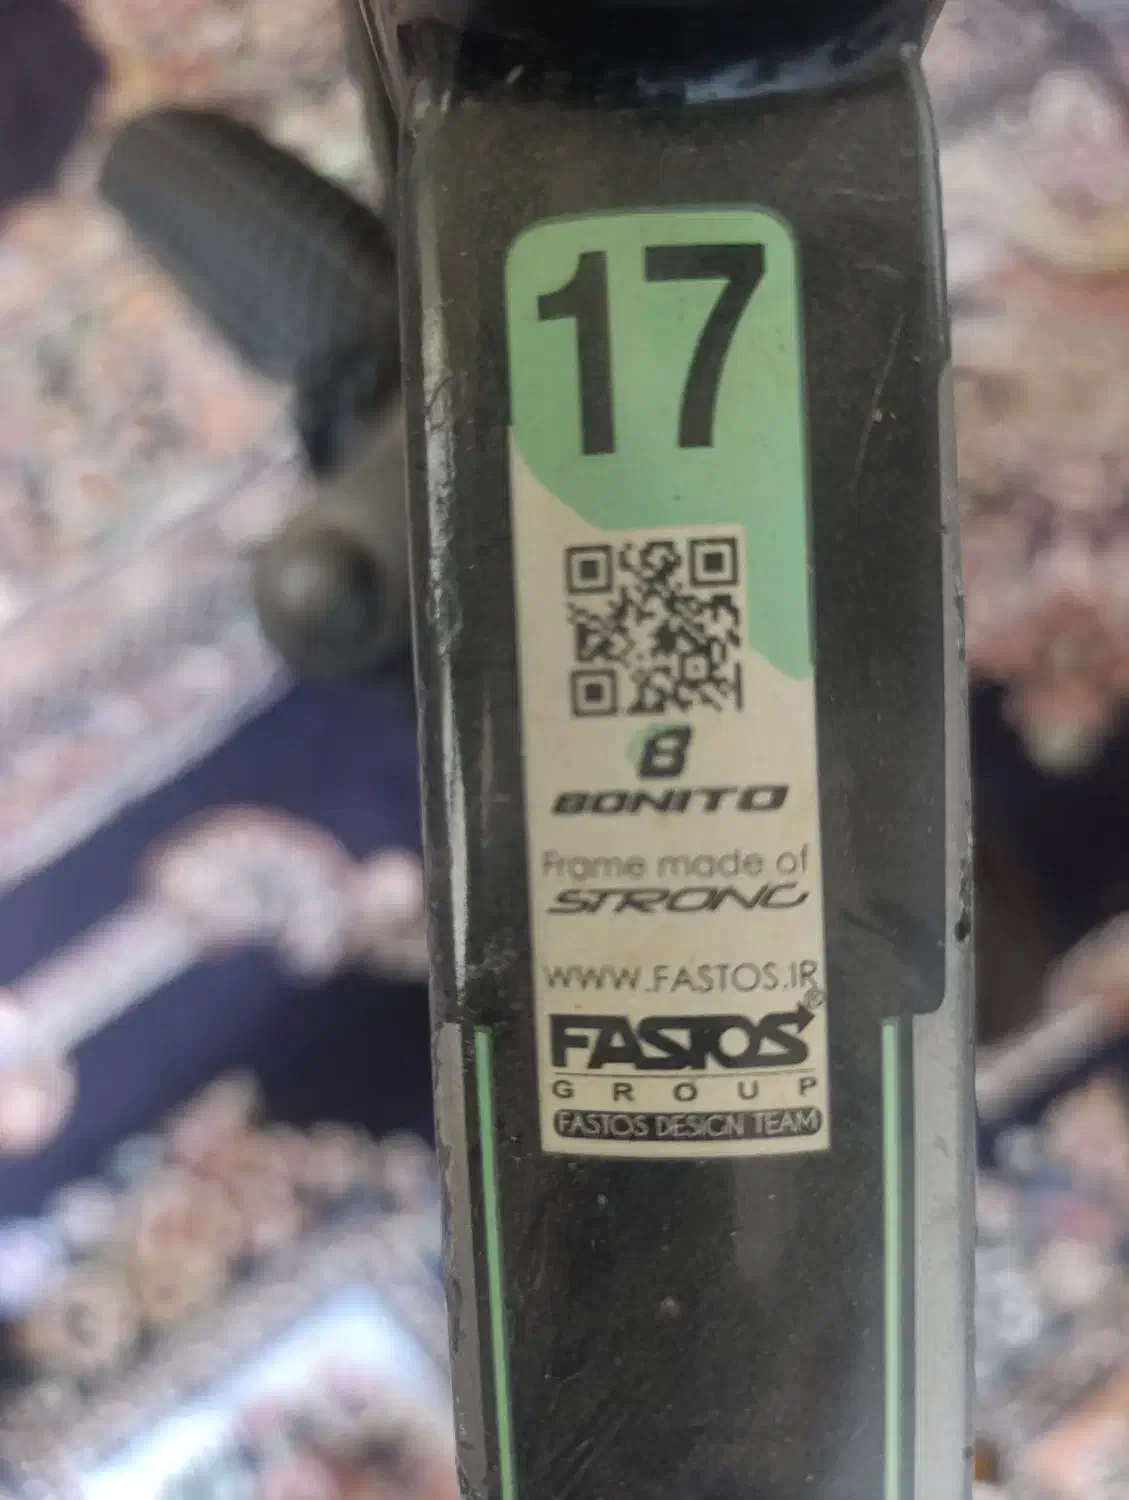 17
B
BONITO
Frame made of
STRONG
WWW.FASTOS.IR
FASTOS®
GROUP
FASTOS DESIGN TEAM